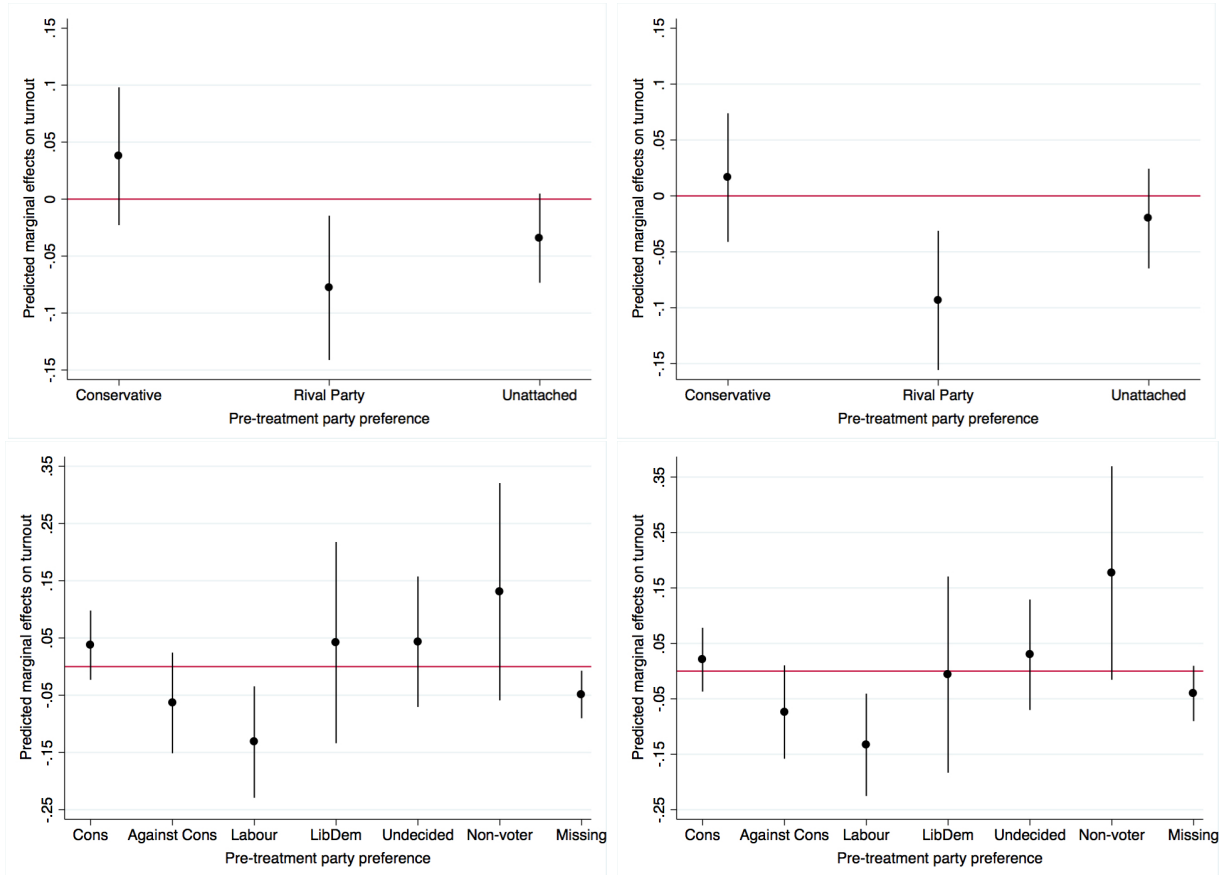 Predicted marginal effects on turnout
.15
.1
.05
0
-.05
-.1
-.15
Conservative Rival Party Unattached
Pre-treatment party preference
Predicted marginal effects on turnout
.15
.1
.05
0
-.05
-.1
-.15
Conservative Rival Party Unattached
Pre-treatment party preference
Predicted marginal effects on turnout
.35
.25
.15
.05
-.05
-.15
-.25
Cons Against Cons Labour LibDem Undecided Non-voter Missing
Pre-treatment party preference
Predicted marginal effects on turnout
.35
.25
.15
.05
-.05
-.15
-.25
Cons Against Cons Labour LibDem Undecided Non-voter Missing
Pre-treatment party preference